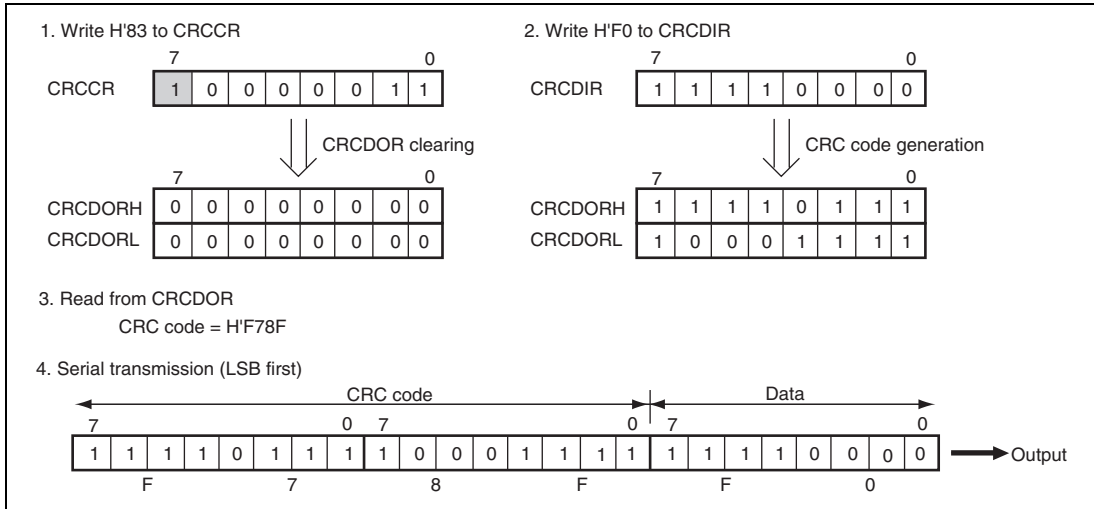 1. Write H'83 to CRCCR
7 0
CRCCR 1 0 0 0 0 0 1 1
CRCDOR clearing
7 0
CRCDORH 0 0 0 0 0 0 0 0
CRCDORL 0 0 0 0 0 0 0 0
2. Write H'F0 to CRCDIR
7 0
CRCDIR 1 1 1 1 0 0 0 0
CRC code generation
7 0
CRCDORH 1 1 1 1 0 1 1 1
CRCDORL 1 0 0 0 1 1 1 1
3. Read from CRCDOR
CRC code = H'F78F
4. Serial transmission (LSB first)
CRC code Data
7 0 7 0 7 0
1 1 1 1 0 1 1 1 1 0 0 0 1 1 1 1 1 1 1 1 0 0 0 0 Output
F 7 8 F F 0